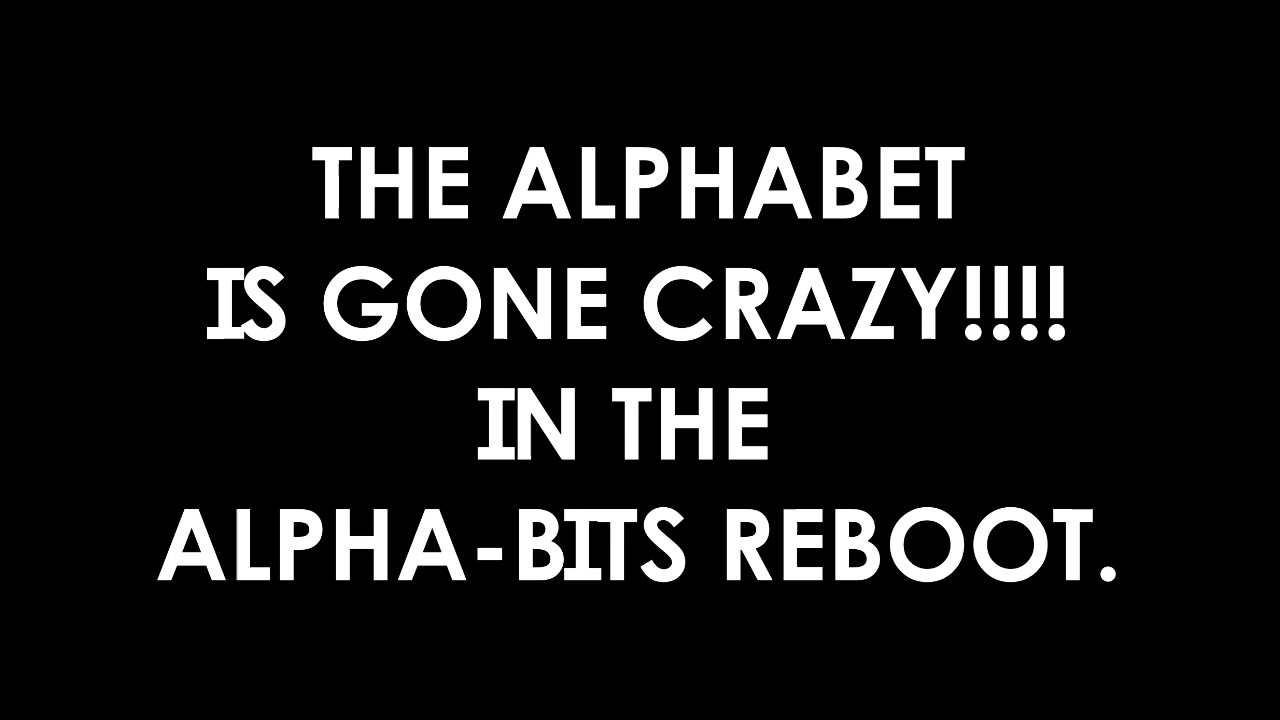 THE ALPHABET
IS GONE CRAZY!!!!
IN THE
ALPHA-BITS REBOOT.